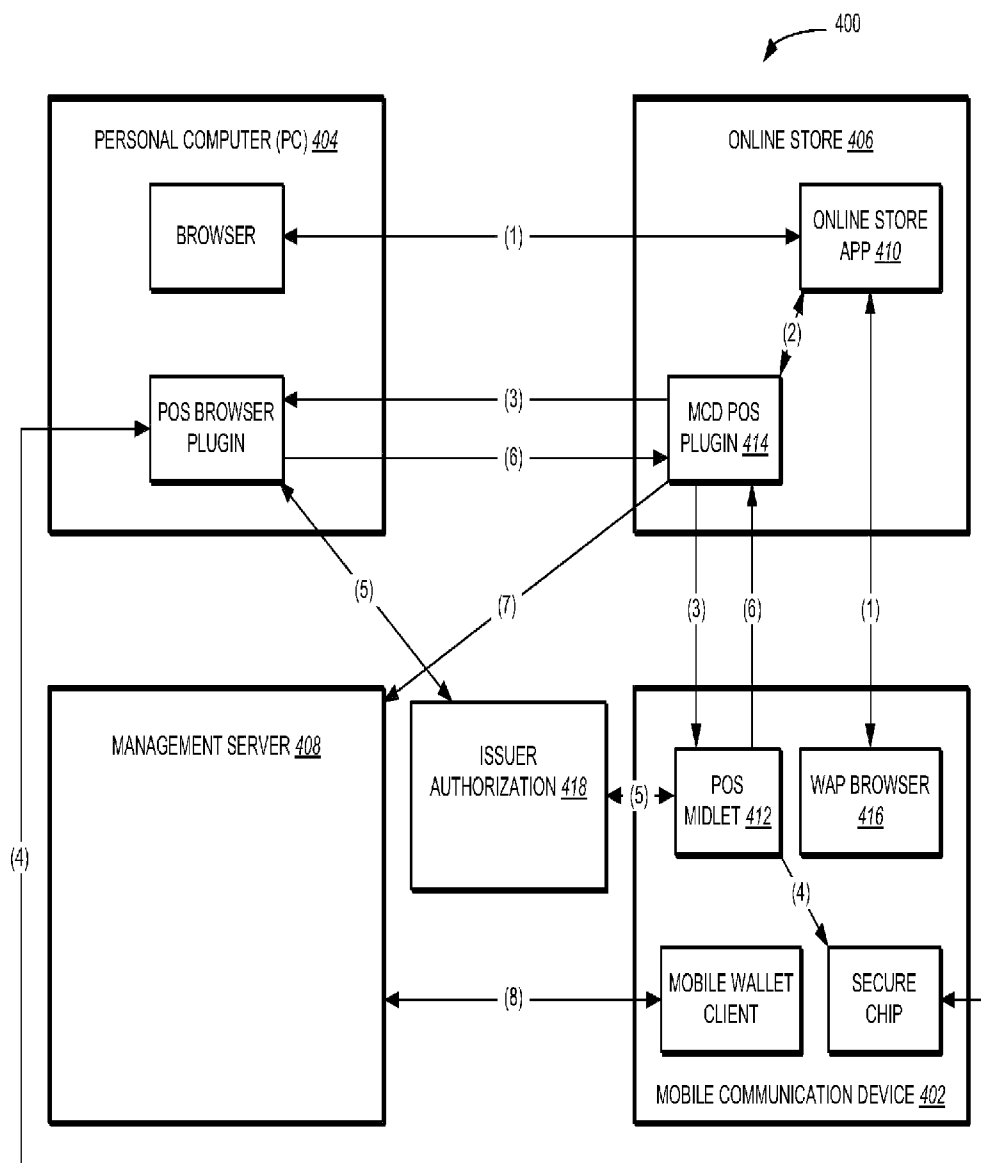 400
PERSONAL COMPUTER (PC) 404
ONLINE STORE 406
BROWSER
(1)
ONLINE STORE
APP 410
(2)
POS BROWSER
PLUGIN
(3)
(6)
MCD POS
PLUGIN 414
(5)
(7)
(3)
(6)
(1)
MANAGEMENT SERVER 408
ISSUER
AUTHORIZATION 418
(5)
POS
MIDLET 412
WAP BROWSER
416
(4)
(4)
(8)
MOBILE WALLET
CLIENT
SECURE
CHIP
MOBILE COMMUNICATION DEVICE 402